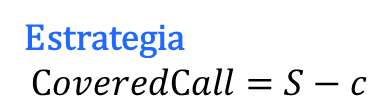 Estrategia
CoveredCall = S − c